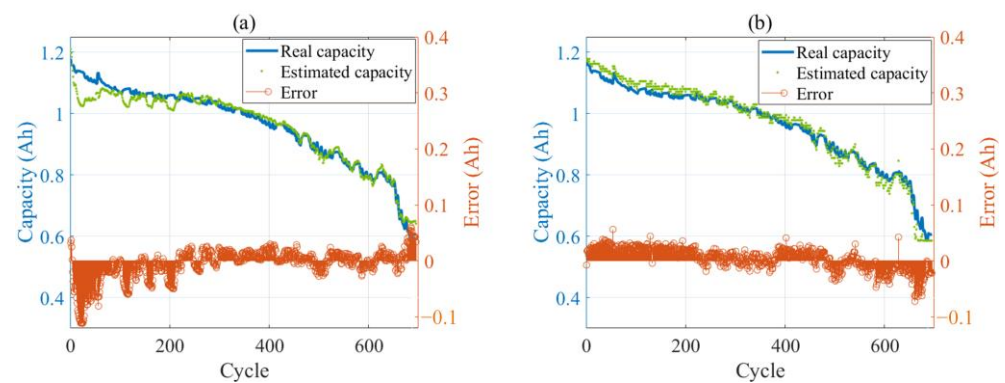 (a)
1.2
1
0.8
0.6
0.4
Capacity (Ah)
Real capacity
Estimated capacity
Error
0.4
0.3
0.2
0.1
0
−0.1
Error (Ah)
0
200
400
600
Cycle
(b)
1.2
1
0.8
0.6
0.4
Capacity (Ah)
Real capacity
Estimated capacity
Error
0.4
0.3
0.2
0.1
0
−0.1
Error (Ah)
0
200
400
600
Cycle